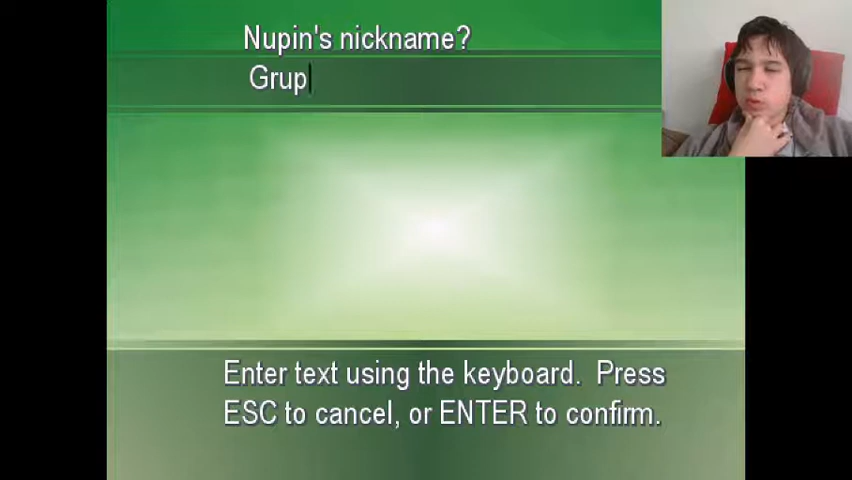 Nupin's nickname?
Grup
Enter text using the keyboard. Press
ESC to cancel, or ENTER to confirm.